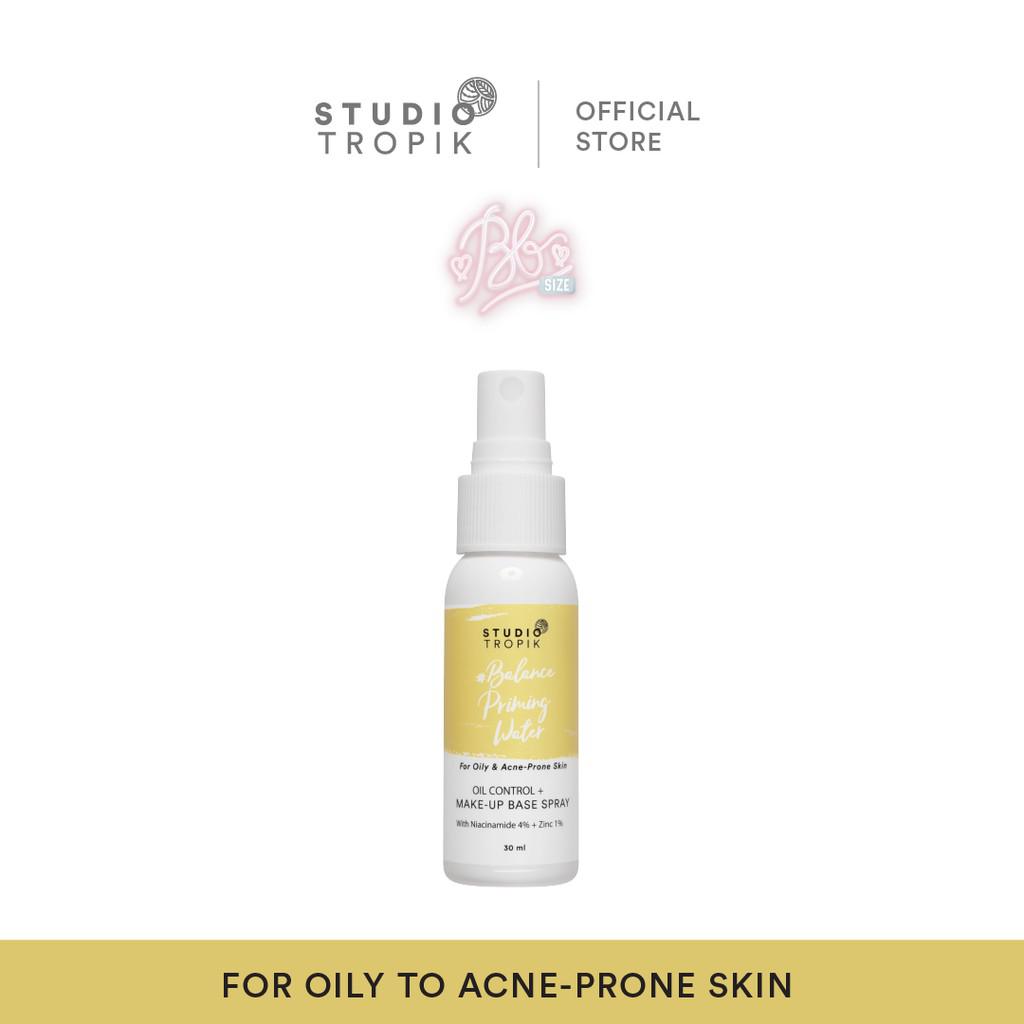 STUDIO
TROPIK
OFFICIAL
STORE
Bb
SIZE
STUDIO
TROPIK
#Balance
Priming
Water
For Oily & Acne-Prone Skin
OIL CONTROL +
MAKE-UP BASE SPRAY
With Niacinamide 4% + Zinc 1%
30 ml
FOR OILY TO ACNE-PRONE SKIN